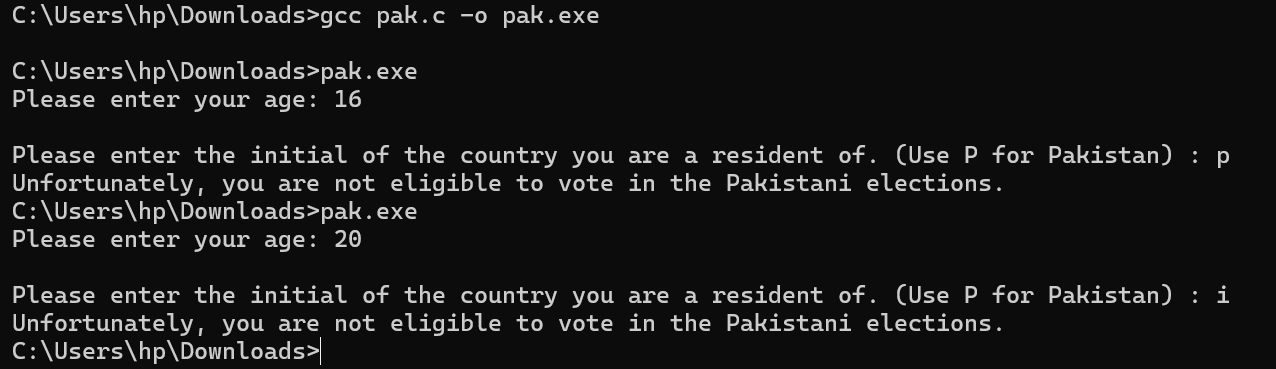 C:\Users\hp\Downloads>gcc pak.c -o pak.exe
C:\Users\hp\Downloads>pak.exe
Please enter your age: 16
Please enter the initial of the country you are a resident of. (Use P for Pakistan) : p
Unfortunately, you are not eligible to vote in the Pakistani elections.
C:\Users\hp\Downloads>pak.exe
Please enter your age: 20
Please enter the initial of the country you are a resident of. (Use P for Pakistan) : i
Unfortunately, you are not eligible to vote in the Pakistani elections.
C:\Users\hp\Downloads>